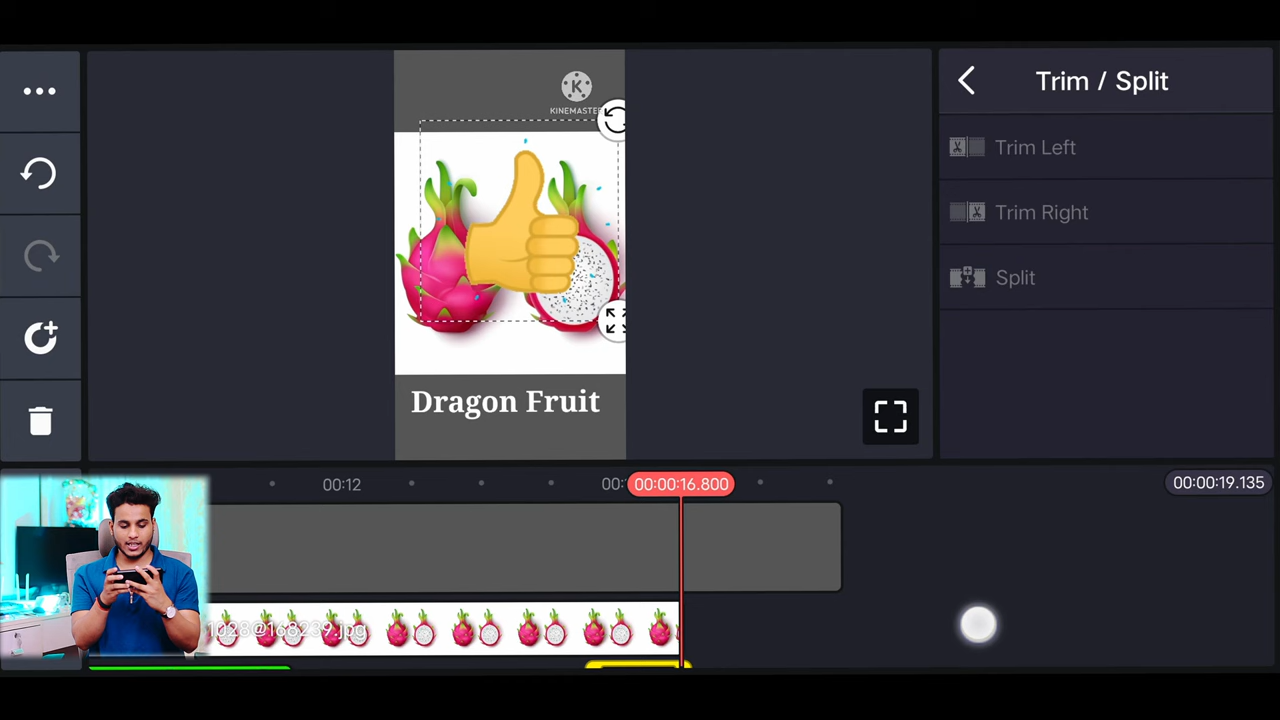 Trim / Split
KINEMASTER
Trim Left
Trim Right
Split
Dragon Fruit
00:12
00:
00:00:16.800
00:00:19.135
1028@168239.jpg